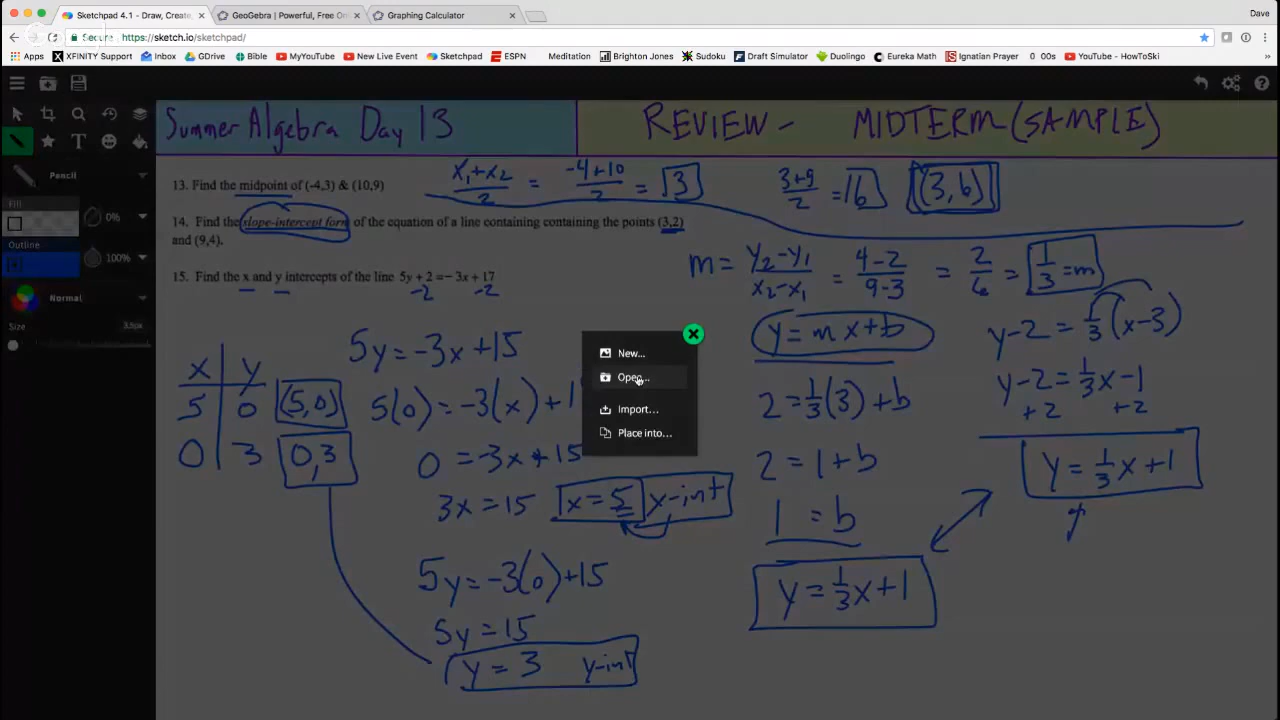 Sketchpad 4.1 - Draw, Create, × GeoGebra | Powerful, Free On × Graphing Calculator × Dave
Secure https://sketch.io/sketchpad/
Apps XFINITY Support Inbox GDrive Bible MyYouTube New Event Sketchpad ESPN Meditation Brighton Jones Sudoku Draft Simulator Duolingo Eureka Math Ignatian Prayer 0 00s YouTube - HowToSki
Summer Algebra Day 13 REVIEW - MIDTERM (SAMPLE)
Pencil
Fill
0%
Outline
100%
Normal
Size
3.0px
13. Find the midpoint of (-4,3) & (10,9)
x₁+x₂/2 = -4+10/2 = 3
3+9/2 = 6 (3,6)
14. Find the slope-intercept form of the equation of a line containing containing the points (3,2)
and (9,4).
m = y₂-y₁/x₂-x₁ = 4-2/9-3 = 2/6 = 1/3 = m
15. Find the x and y intercepts of the line 5y + 2 = − 3x + 17
-2 -2
x y
5 0 (5,0)
0 3 0,3
5y = -3x + 15
5(0) = -3(x) + 1
0 = -3x + 15
3x = 15 x = 5 x-int
5y = -3(0) + 15
5y = 15
y = 3 y-int
New...
Open...
Import...
Place into...
y = mx + b
2 = 1/3(3) + b
2 = 1 + b
1 = b
y = 1/3x + 1
y-2 = 1/3(x-3)
y-2 = 1/3x - 1
+2 +2
y = 1/3x + 1